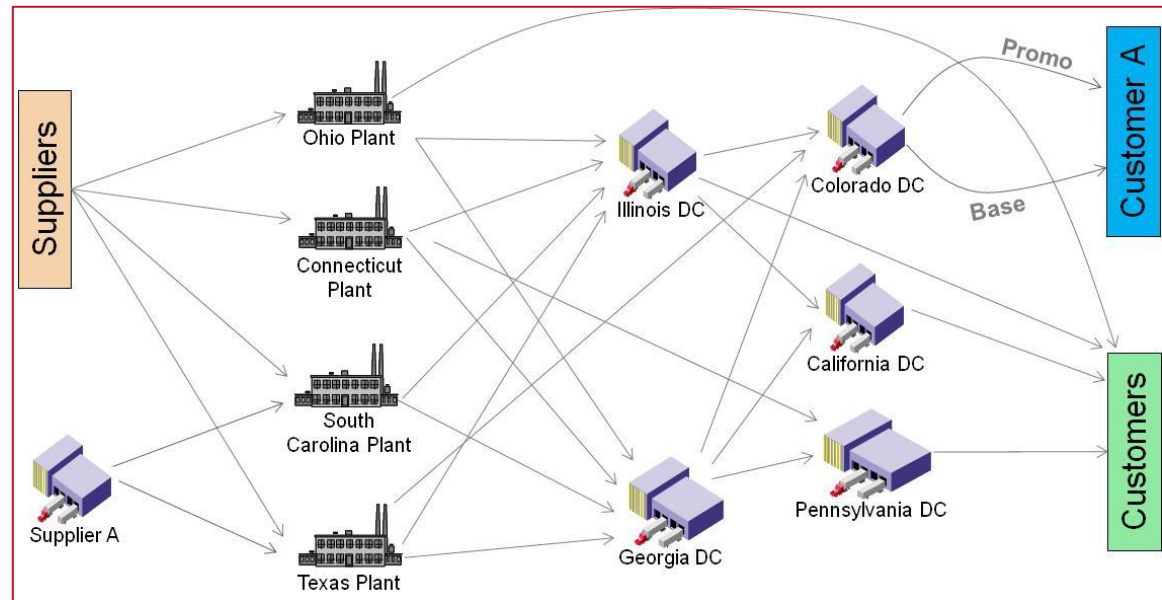 Suppliers
Supplier A
Ohio Plant
Connecticut
Plant
South
Carolina Plant
Texas Plant
Illinois DC
Georgia DC
Colorado DC
California DC
Pennsylvania DC
Promo
Base
Customer A
Customers